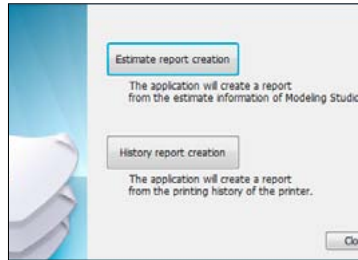 Estimate report creation
The application will create a report
from the estimate information of Modeling Studio
History report creation
The application will create a report
from the printing history of the printer.